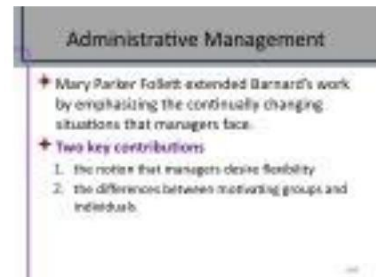 Administrative Management
Mary Parker Follett extended Barnard's work
by emphasizing the continually changing
situations that managers face.
Two key contributions
1. the notion that managers desire flexibility
2. the differences between motivating groups and
individuals